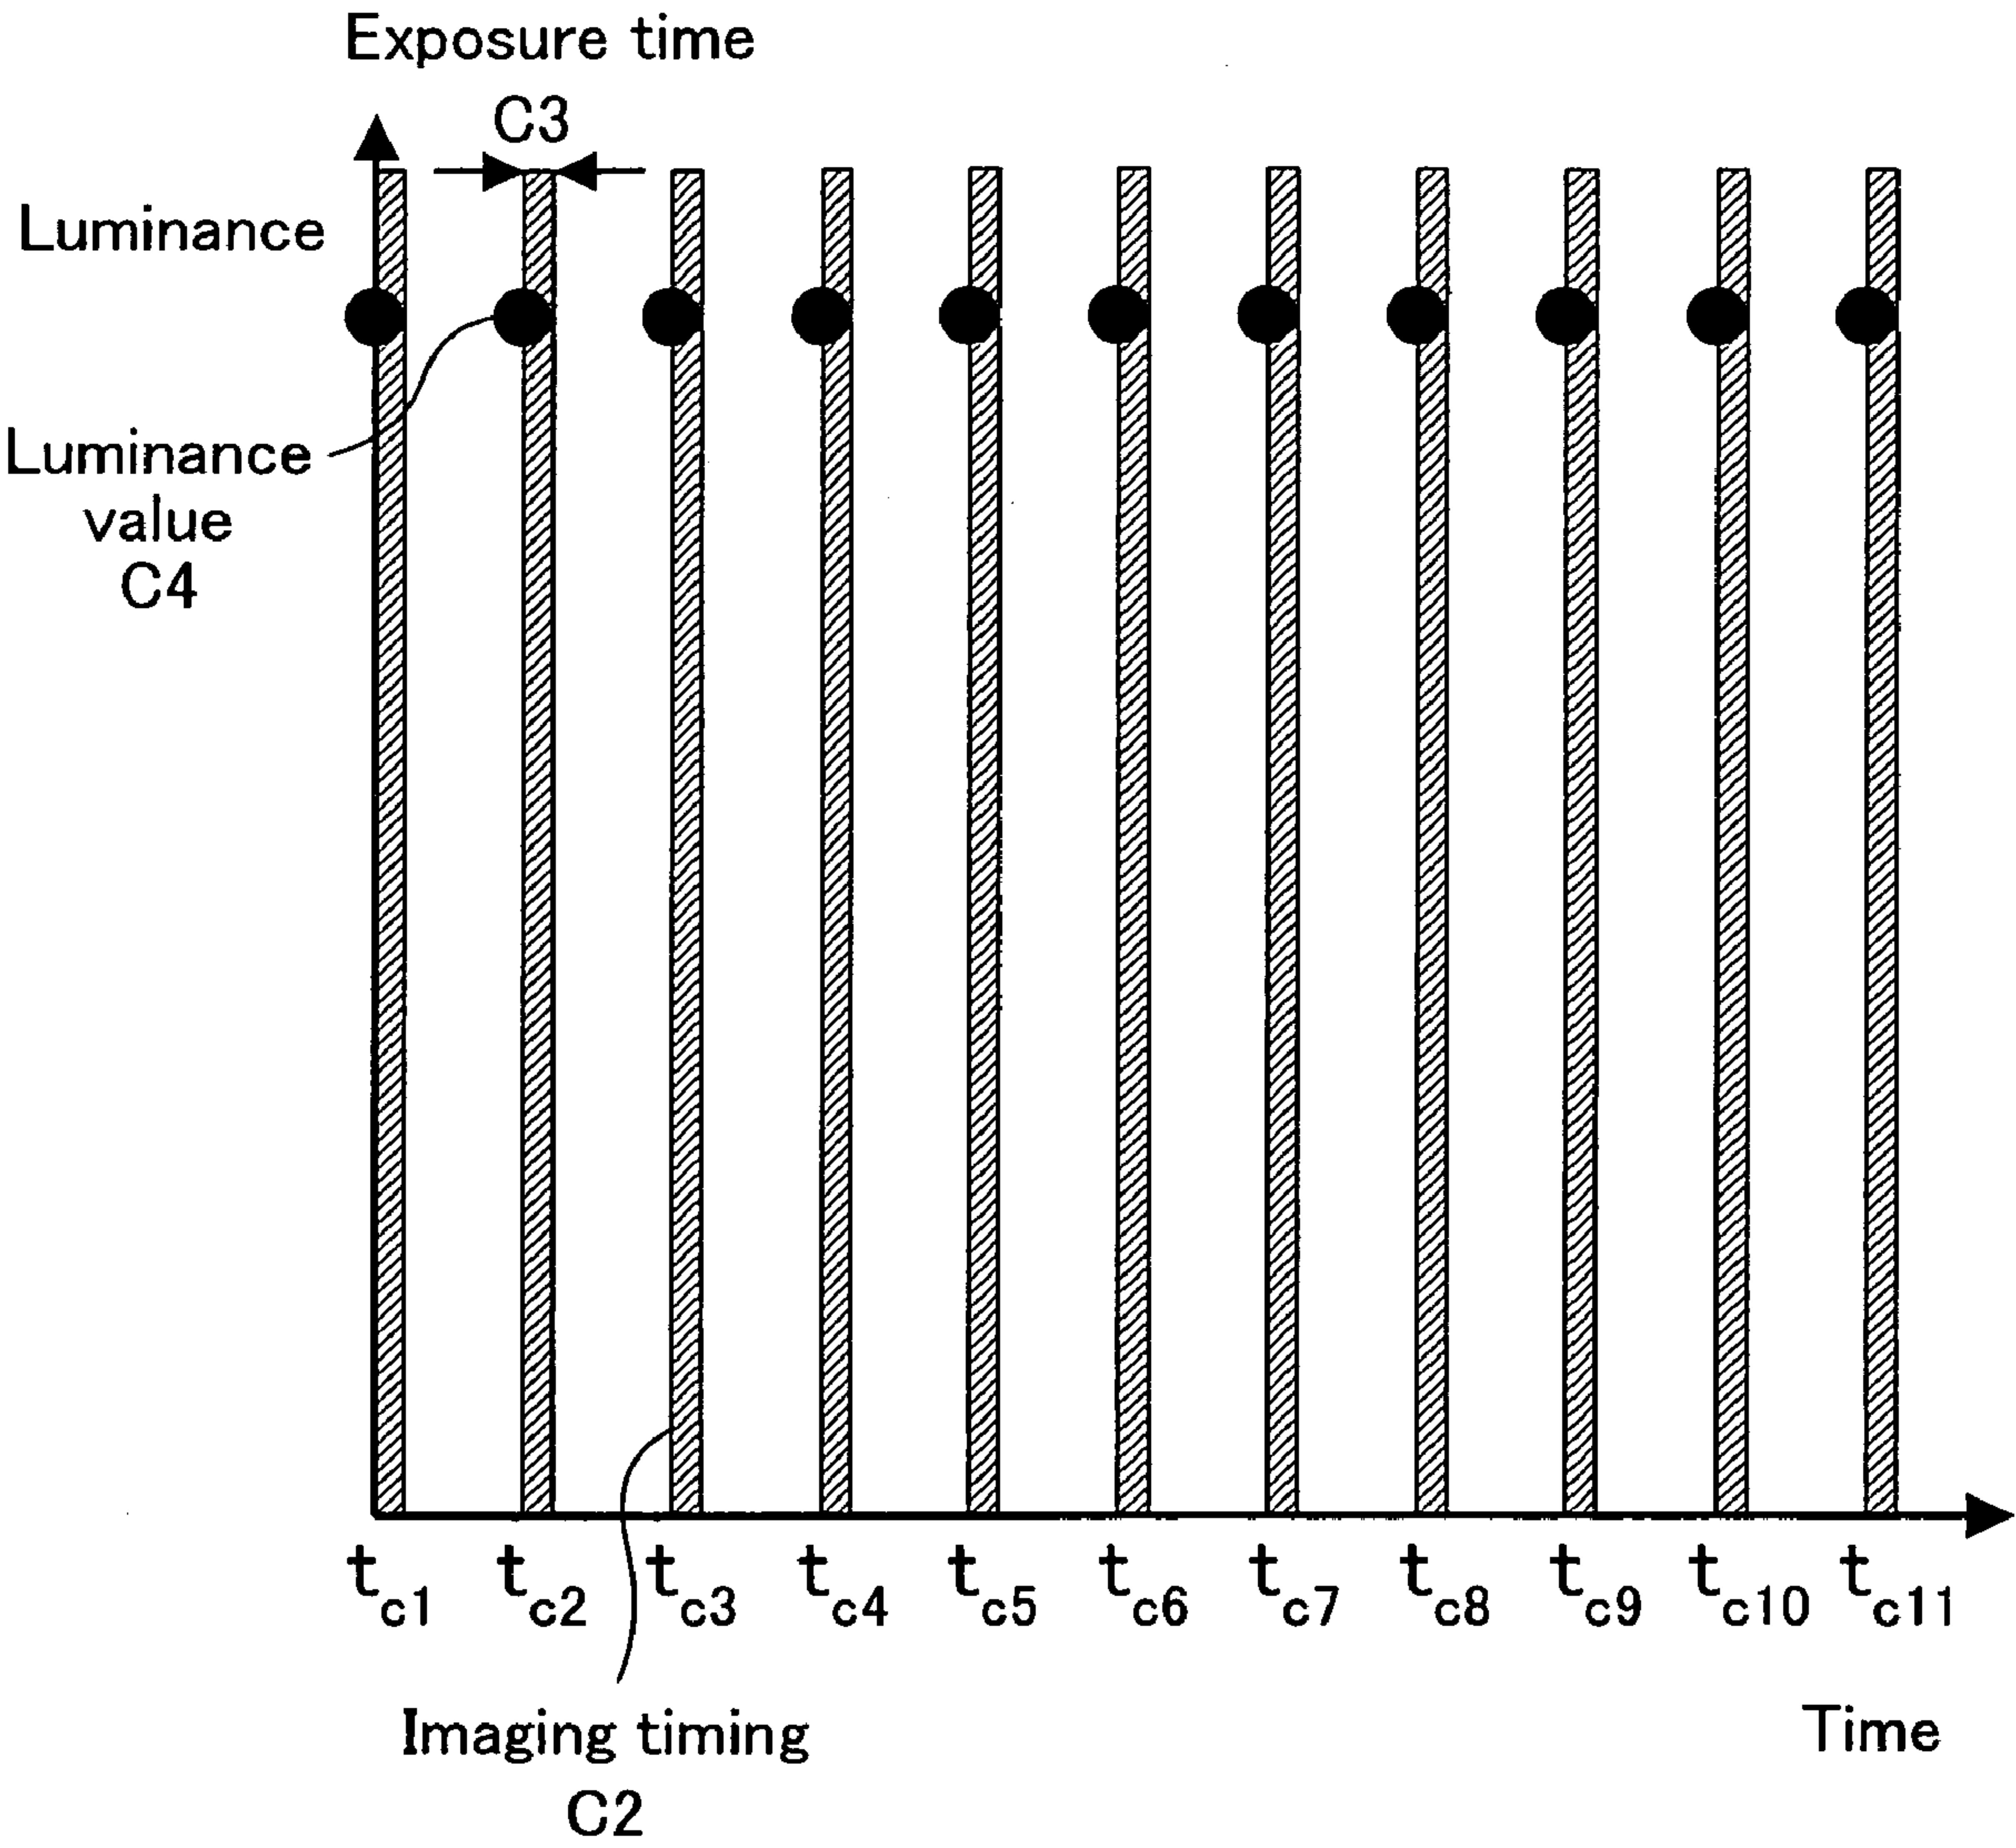 Exposure time
C3
Luminance
Luminance
value
C4
tc1 tc2 tc3 tc4 tc5 tc6 tc7 tc8 tc9 tc10 tc11
Imaging timing
C2
Time